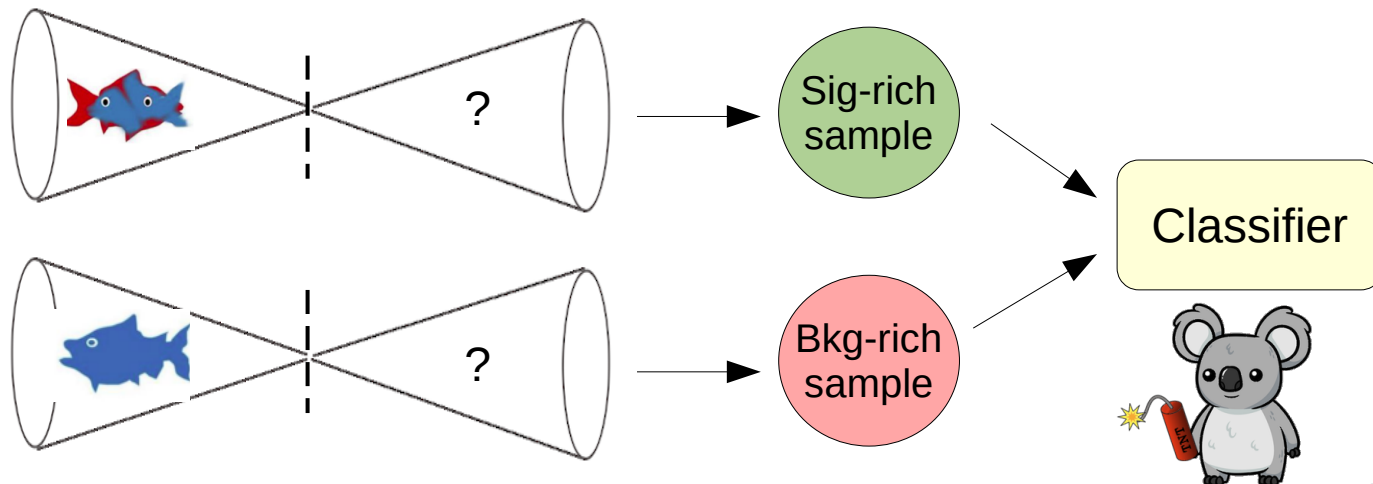 ?
Sig-rich
sample
Classifier
?
Bkg-rich
sample
TNT